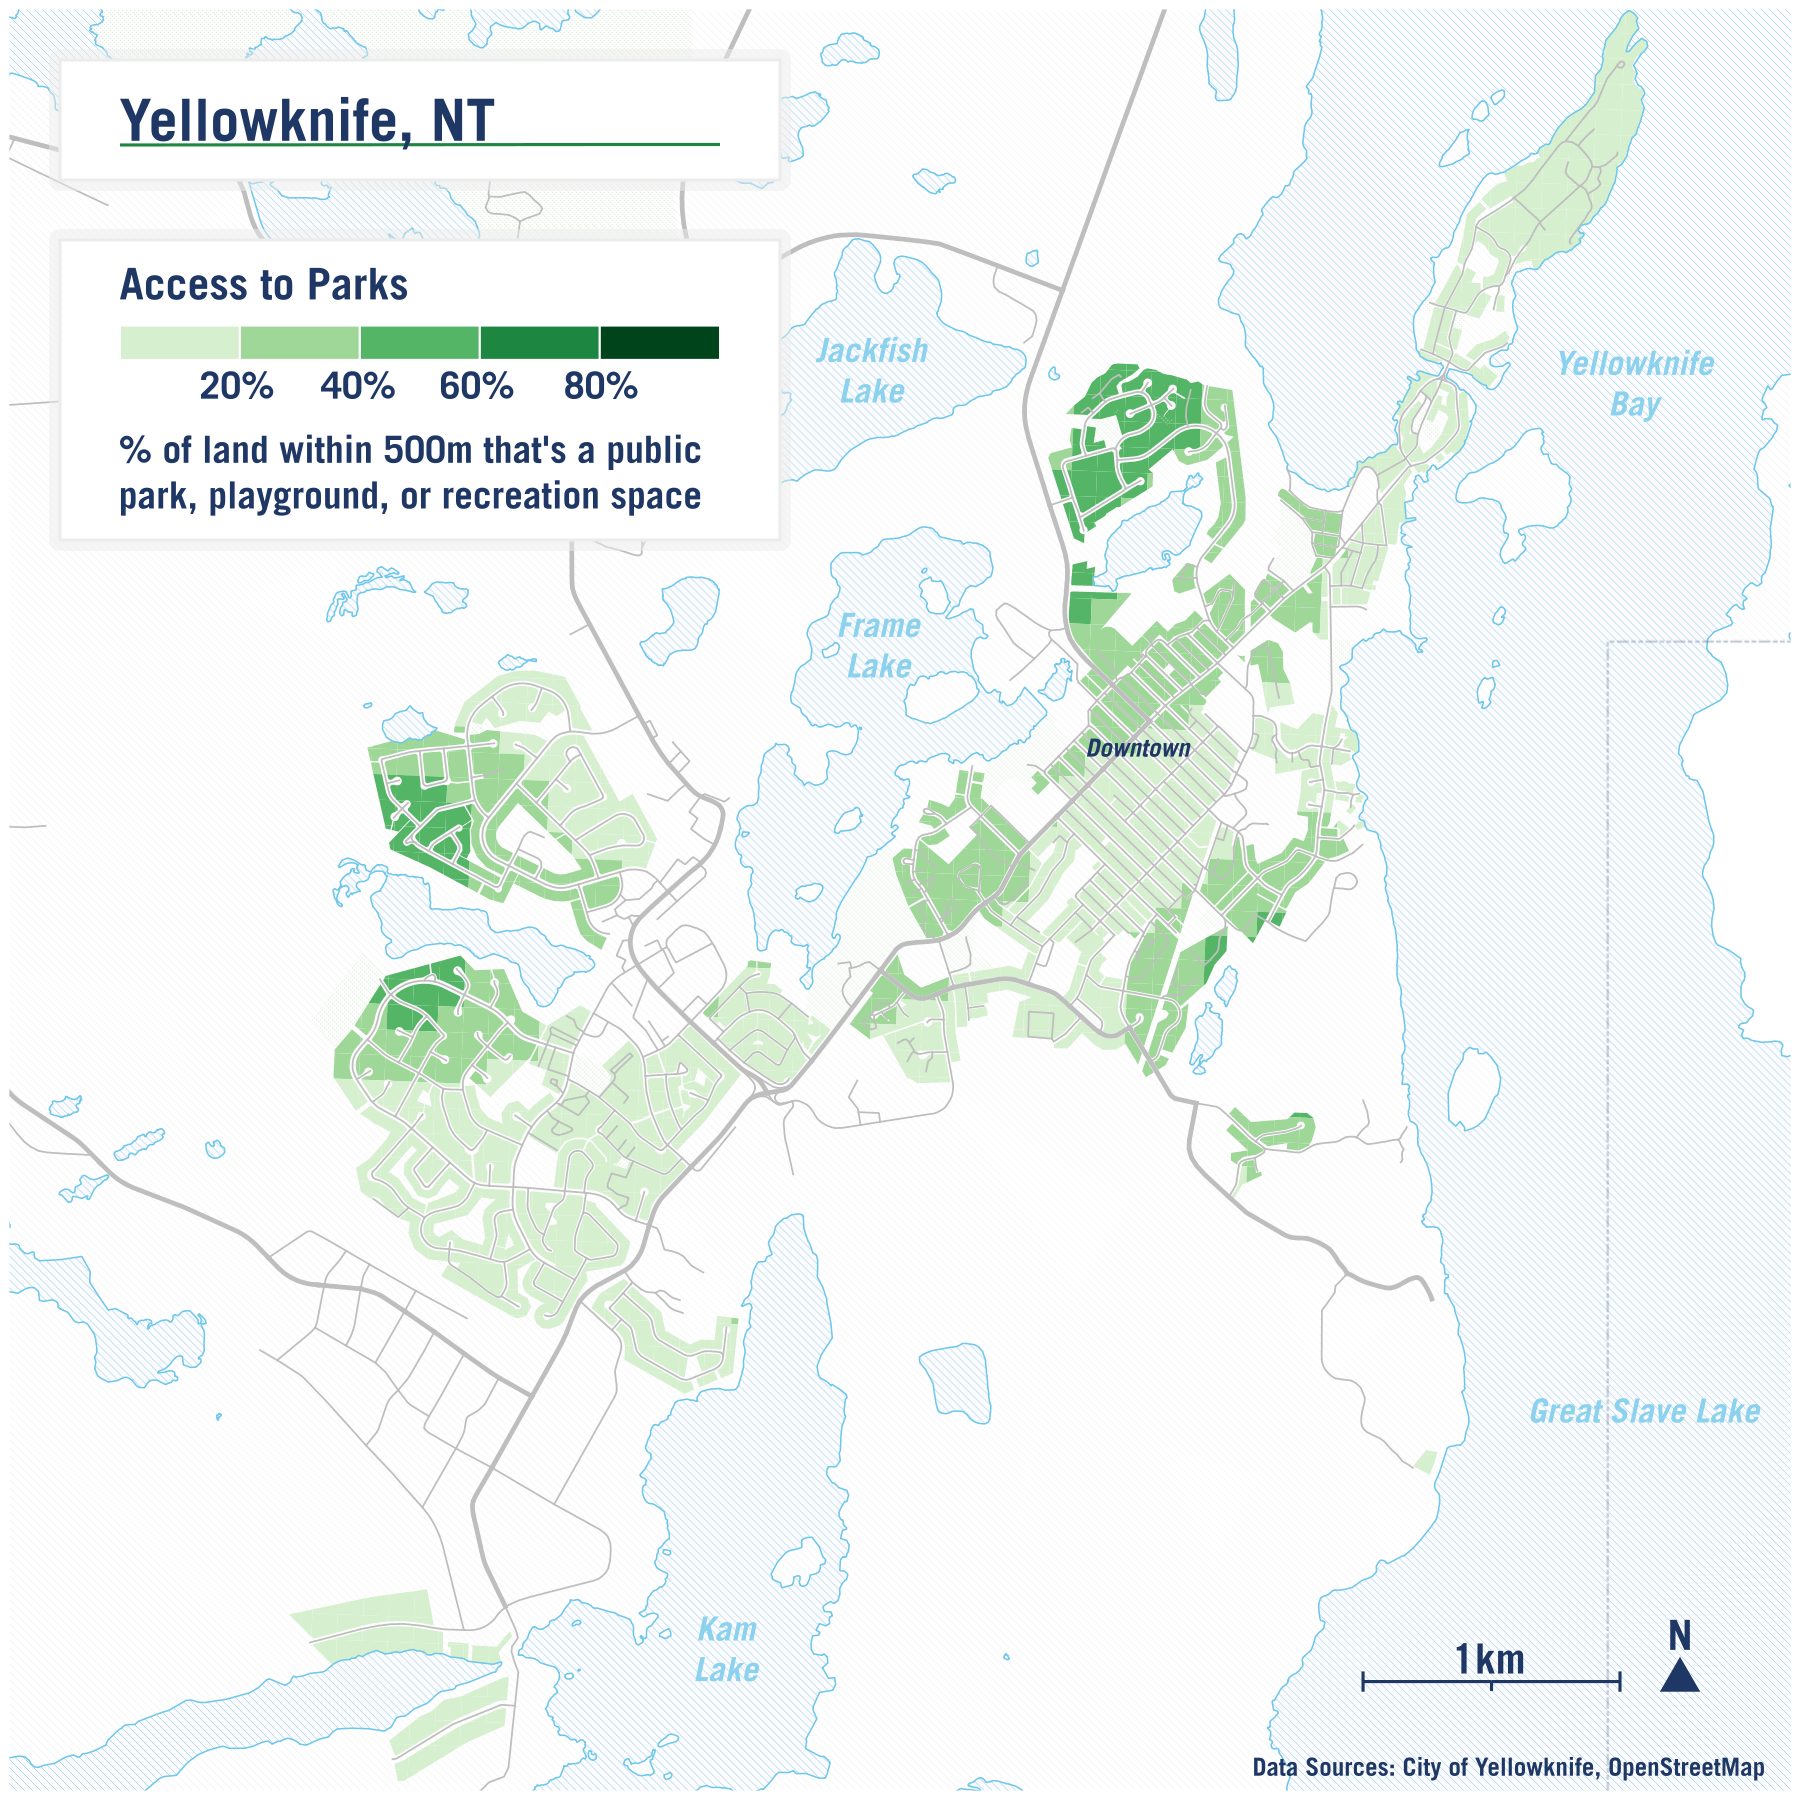 Yellowknife, NT
Access to Parks
20% 40% 60% 80%
% of land within 500m that's a public
park, playground, or recreation space
Jackfish
Lake
Yellowknife
Bay
Frame
Lake
Downtown
Great Slave Lake
Kam
Lake
1km
N
Data Sources: City of Yellowknife, OpenStreetMap